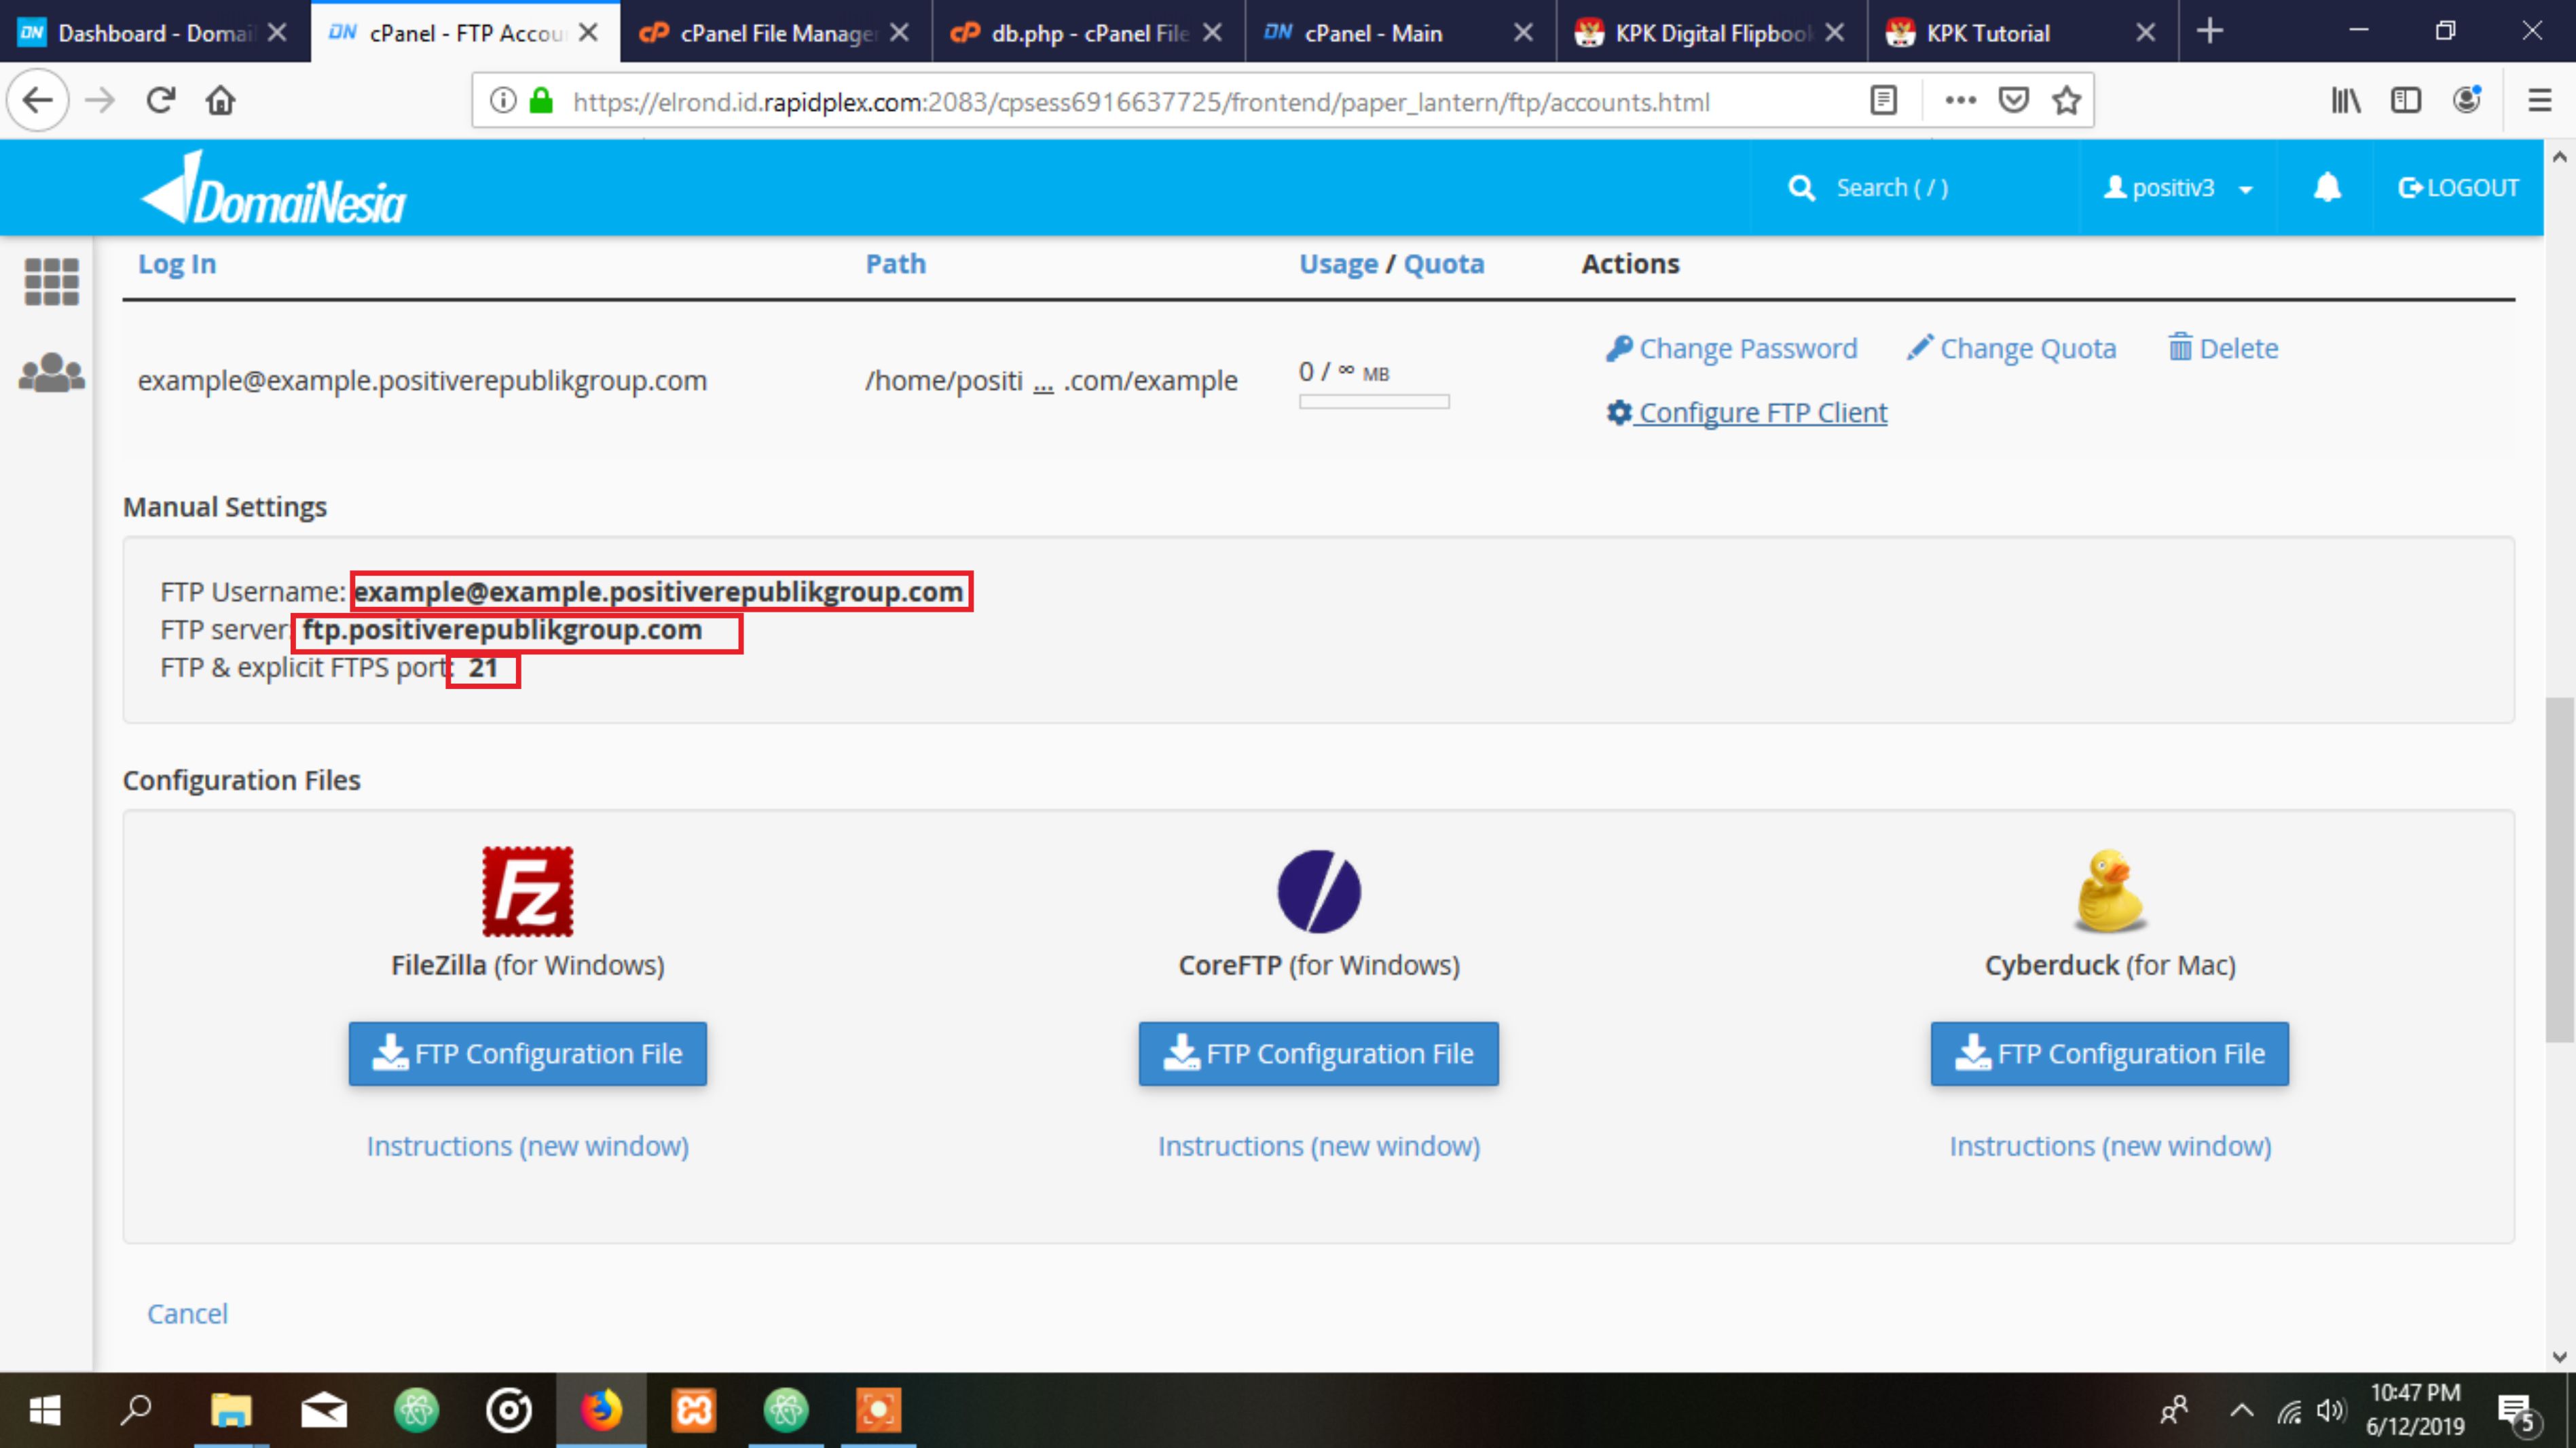 Dashboard - Domai
cPanel - FTP Accou
cPanel File Manage
db.php - cPanel File
cPanel - Main
KPK Digital Flipboo
KPK Tutorial
https://elrond.id.rapidplex.com:2083/cpsess6916637725/frontend/paper_lantern/ftp/accounts.html
DomaiNesia
Search ( / )
positiv3
LOGOUT
Log In
Path
Usage / Quota
Actions
example@example.positiverepublikgroup.com
/home/positi ... .com/example
0 / ∞ MB
Change Password
Change Quota
Delete
Configure FTP Client
Manual Settings
FTP Username: example@example.positiverepublikgroup.com
FTP server: ftp.positiverepublikgroup.com
FTP & explicit FTPS port: 21
Configuration Files
FileZilla (for Windows)
CoreFTP (for Windows)
Cyberduck (for Mac)
FTP Configuration File
FTP Configuration File
FTP Configuration File
Instructions (new window)
Instructions (new window)
Instructions (new window)
Cancel
10:47 PM
6/12/2019
5